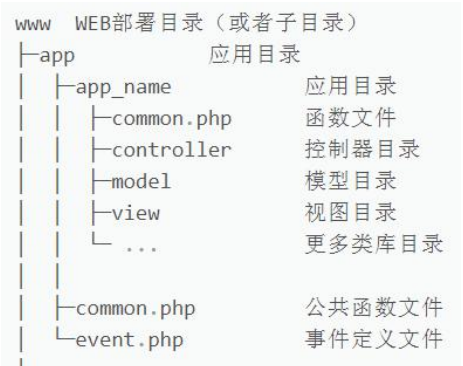 www  WEB部署目录（或者子目录）
├─app           应用目录
│  ├─app_name           应用目录
│  │  ├─common.php      函数文件
│  │  ├─controller      控制器目录
│  │  ├─model           模型目录
│  │  ├─view            视图目录
│  │  └─ ...            更多类库目录
│  │
│  ├─common.php         公共函数文件
│  └─event.php          事件定义文件